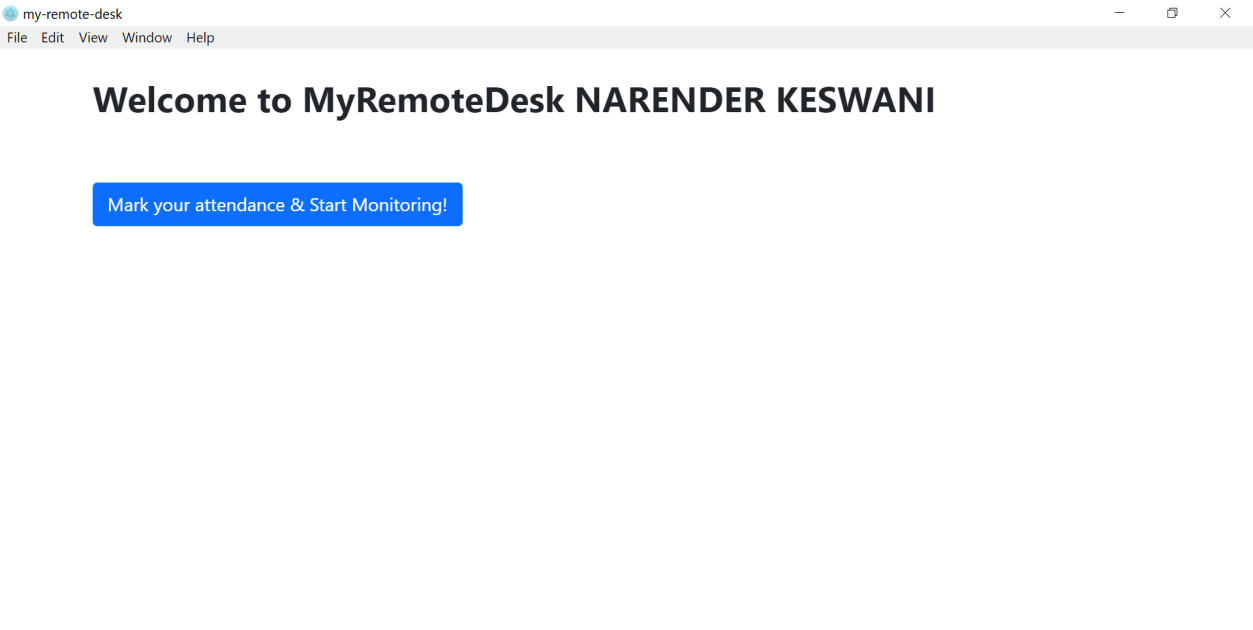 my-remote-desk
File Edit View Window Help
Welcome to MyRemoteDesk NARENDER KESWANI
Mark your attendance & Start Monitoring!